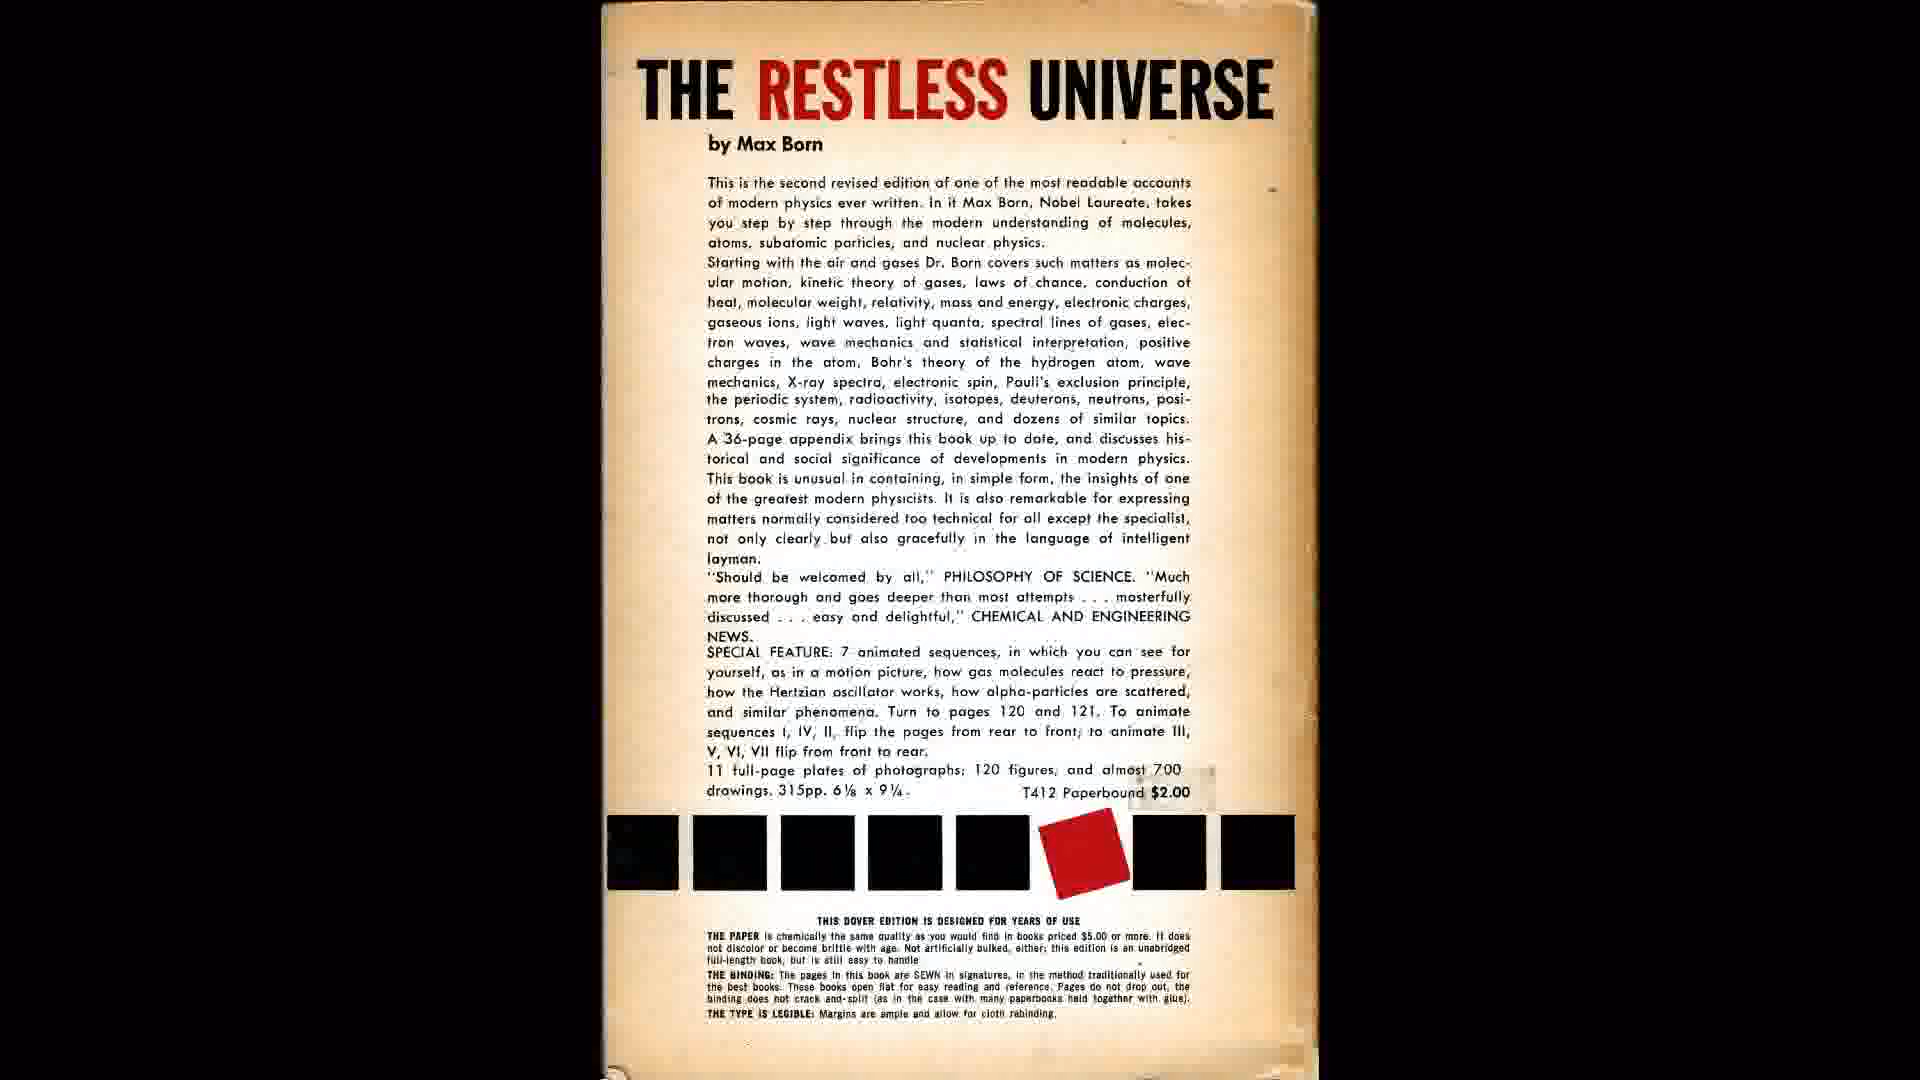 THE RESTLESS UNIVERSE
by Max Born
This is the second revised edition of one of the most readable accounts
of modern physics ever written. In it Max Born, Nobel Laureate, takes
you step by step through the modern understanding of molecules,
atoms, subatomic particles, and nuclear physics.
Starting with the air and gases Dr. Born covers such matters as molec-
ular motion, kinetic theory of gases, laws of chance, conduction of
heat, molecular weight, relativity, mass and energy, electronic charges,
gaseous ions, light waves, light quanta, spectral lines of gases, elec-
tron waves, wave mechanics and statistical interpretation, positive
charges in the atom, Bohr's theory of the hydrogen atom, wave
mechanics, X-ray spectra, electronic spin, Pauli's exclusion principle,
the periodic system, radioactivity, isotopes, deuterons, neutrons, posi-
trons, cosmic rays, nuclear structure, and dozens of similar topics.
A 36-page appendix brings this book up to date, and discusses his-
torical and social significance of developments in modern physics.
This book is unusual in containing, in simple form, the insights of one
of the greatest modern physicists. It is also remarkable for expressing
matters normally considered too technical for all except the specialist,
not only clearly but also gracefully in the language of intelligent
layman.
"Should be welcomed by all," PHILOSOPHY OF SCIENCE. "Much
more thorough and goes deeper than most attempts . . . masterfully
discussed . . . easy and delightful," CHEMICAL AND ENGINEERING
NEWS.
SPECIAL FEATURE: 7 animated sequences, in which you can see for
yourself, as in a motion picture, how gas molecules react to pressure,
how the Hertzian oscillator works, how alpha-particles are scattered,
and similar phenomena. Turn to pages 120 and 121. To animate
sequences I, IV, II, flip the pages from rear to front; to animate III,
V, VI, VII flip from front to rear.
11 full-page plates of photographs; 120 figures, and almost 700
drawings. 315pp. 6⅛ x 9¼.
T412 Paperbound $2.00
THIS DOVER EDITION IS DESIGNED FOR YEARS OF USE
THE PAPER is chemically the same quality as you would find in books priced $5.00 or more. It does
not discolor or become brittle with age. Not artificially bulked, either; this edition is an unabridged
full-length book, but is still easy to handle
THE BINDING: The pages in this book are SEWN in signatures, in the method traditionally used for
the best books. These books open flat for easy reading and reference. Pages do not drop out, the
binding does not crack and split (as in the case with many paperbooks held together with glue).
THE TYPE IS LEGIBLE: Margins are ample and allow for cloth rebinding.